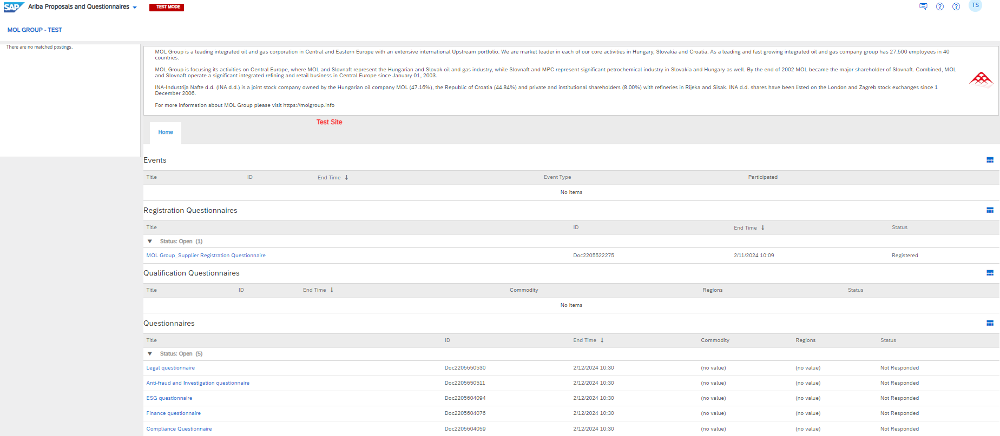 SAP Ariba Proposals and Questionnaires TEST MODE TS
MOL GROUP - TEST
There are no matched postings.
MOL Group is a leading integrated oil and gas corporation in Central and Eastern Europe with an extensive international Upstream portfolio. We are market leader in each of our core activities in Hungary, Slovakia and Croatia. As a leading and fast growing integrated oil and gas company group has 27.500 employees in 40
countries.
MOL Group is focusing its activities on Central Europe, where MOL and Slovnaft represent the Hungarian and Slovak oil and gas industry, while Slovnaft and MPC represent significant petrochemical industry in Slovakia and Hungary as well. By the end of 2002 MOL became the major shareholder of Slovnaft. Combined, MOL
and Slovnaft operate a significant integrated refining and retail business in Central Europe since January 01, 2003.
INA-Industrija Nafte d.d. (INA d.d.) is a joint stock company owned by the Hungarian oil company MOL (47.16%), the Republic of Croatia (44.84%) and private and institutional shareholders (8.00%) with refineries in Rijeka and Sisak. INA d.d. shares have been listed on the London and Zagreb stock exchanges since 1
December 2006.
For more information about MOL Group please visit https://molgroup.info
Test Site
Home
Events
Title ID End Time ↓ Event Type Participated
No items
Registration Questionnaires
Title ID End Time ↓ Status
▼ Status: Open (1)
MOL Group_Supplier Registration Questionnaire Doc2205522275 2/11/2024 10:09 Registered
Qualification Questionnaires
Title ID End Time ↓ Commodity Regions Status
No items
Questionnaires
Title ID End Time ↓ Commodity Regions Status
▼ Status: Open (5)
Legal questionnaire Doc2205650530 2/12/2024 10:30 (no value) (no value) Not Responded
Anti-fraud and Investigation questionnaire Doc2205650511 2/12/2024 10:30 (no value) (no value) Not Responded
ESG questionnaire Doc2205604094 2/12/2024 10:30 (no value) (no value) Not Responded
Finance questionnaire Doc2205604076 2/12/2024 10:30 (no value) (no value) Not Responded
Compliance Questionnaire Doc2205604059 2/12/2024 10:30 (no value) (no value) Not Responded